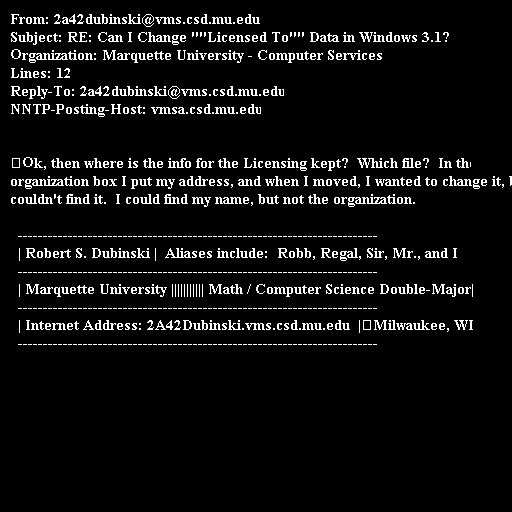 From: 2a42dubinski@vms.csd.mu.edu
Subject: RE: Can I Change ""Licensed To"" Data in Windows 3.1?
Organization: Marquette University - Computer Services
Lines: 12
Reply-To: 2a42dubinski@vms.csd.mu.edu
NNTP-Posting-Host: vmsa.csd.mu.edu

Ok, then where is the info for the Licensing kept?  Which file?  In the
organization box I put my address, and when I moved, I wanted to change it,
couldn't find it.  I could find my name, but not the organization.

------------------------------------------------------------------------
| Robert S. Dubinski |  Aliases include:  Robb, Regal, Sir, Mr., and I
------------------------------------------------------------------------
| Marquette University ||||||||||| Math / Computer Science Double-Major|
------------------------------------------------------------------------
| Internet Address: 2A42Dubinski.vms.csd.mu.edu  | Milwaukee, WI
------------------------------------------------------------------------